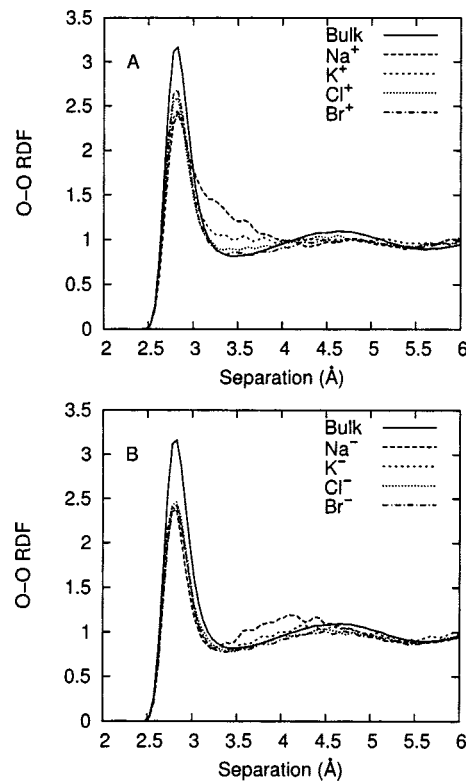 3.5
3
2.5
2
1.5
1
0.5
0
O–O RDF
A
Bulk
Na⁺
K⁺
Cl⁺
Br⁺
2 2.5 3 3.5 4 4.5 5 5.5 6
Separation (Å)
3.5
3
2.5
2
1.5
1
0.5
0
O–O RDF
B
Bulk
Na⁻
K⁻
Cl⁻
Br⁻
2 2.5 3 3.5 4 4.5 5 5.5 6
Separation (Å)